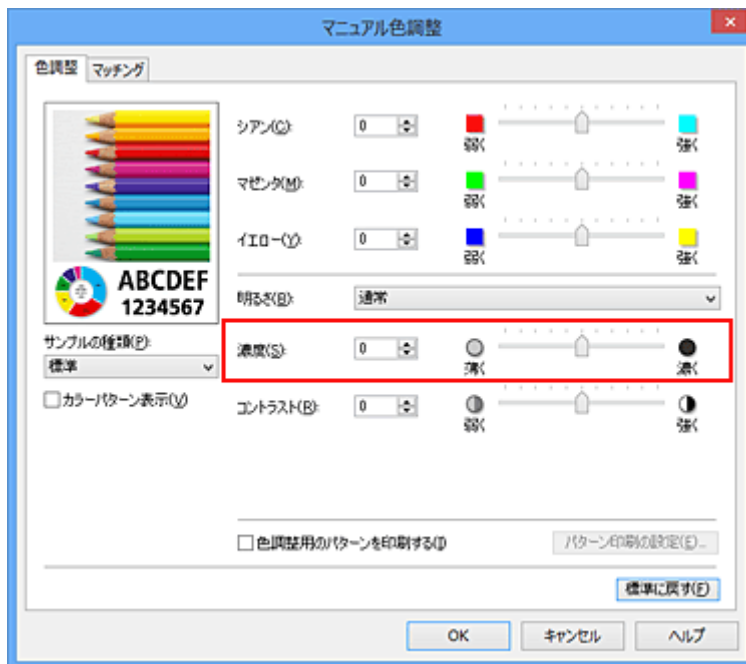 マニュアル色調整
色調整 マッチング
シアン(C): 0 弱く 強く
マゼンタ(M): 0 弱く 強く
イエロー(Y): 0 弱く 強く
ABCDEF
1234567
明るさ(B): 通常
サンプルの種類(P):
標準
濃度(S): 0 薄く 濃く
カラーパターン表示(V)
コントラスト(R): 0 弱く 強く
色調整用のパターンを印刷する(I) パターン印刷の設定(E)...
標準に戻す(F)
OK キャンセル ヘルプ